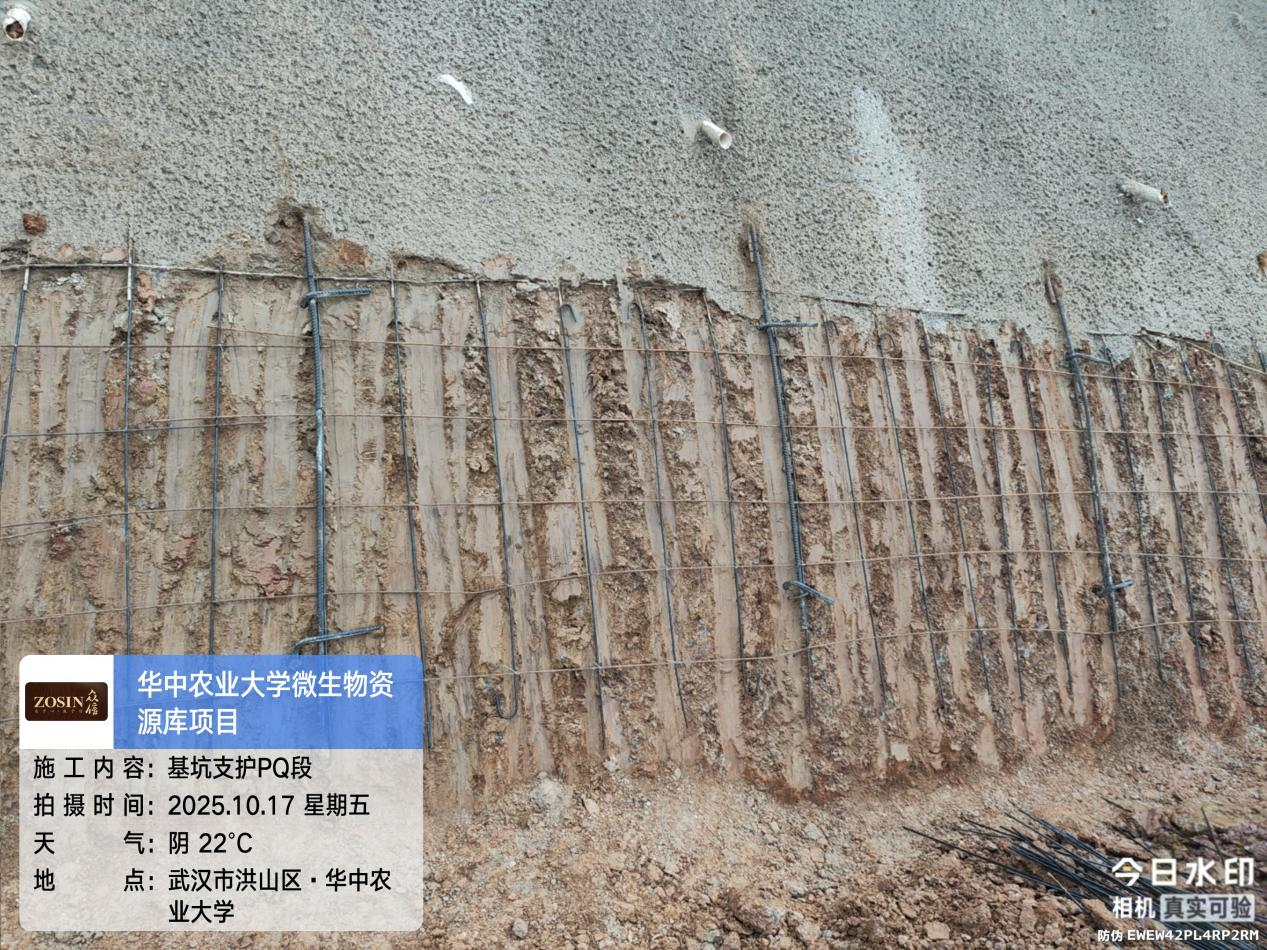 华中农业大学微生物资
源库项目
ZOSIN 众信
施工内容：基坑支护PQ段
拍摄时间：2025.10.17 星期五
天气：阴 22°C
地点：武汉市洪山区·华中农
业大学
今日水印
相机 真实可验
防伪 EWEW42PL4RP2RM